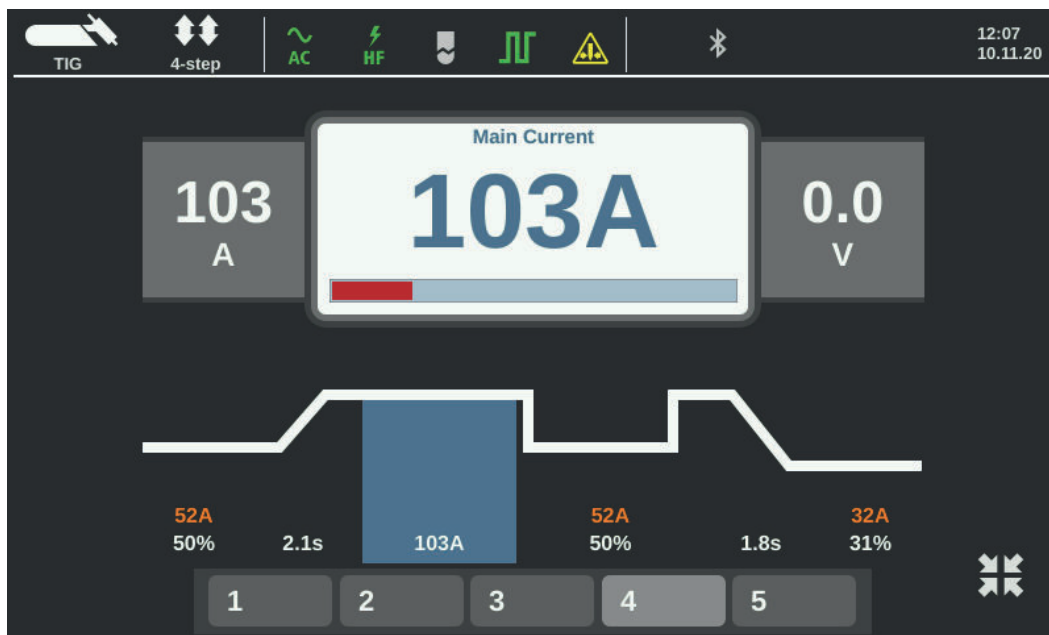 TIG
4-step
AC
HF
12:07
10.11.20
Main Current
103A
103
A
0.0
V
52A
50%
2.1s
103A
52A
50%
1.8s
32A
31%
1
2
3
4
5